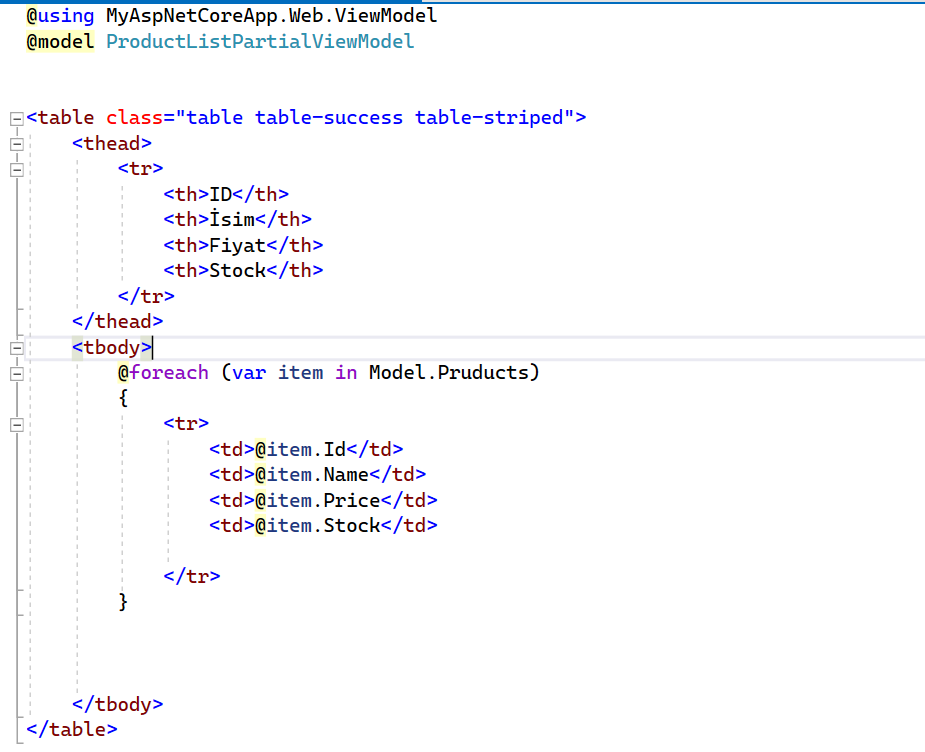 @using MyAspNetCoreApp.Web.ViewModel
@model ProductListPartialViewModel
<table class="table table-success table-striped">
<thead>
<tr>
<th>ID</th>
<th>İsim</th>
<th>Fiyat</th>
<th>Stock</th>
</tr>
</thead>
<tbody>
@foreach (var item in Model.Pruducts)
{
<tr>
<td>@item.Id</td>
<td>@item.Name</td>
<td>@item.Price</td>
<td>@item.Stock</td>
</tr>
}
</tbody>
</table>